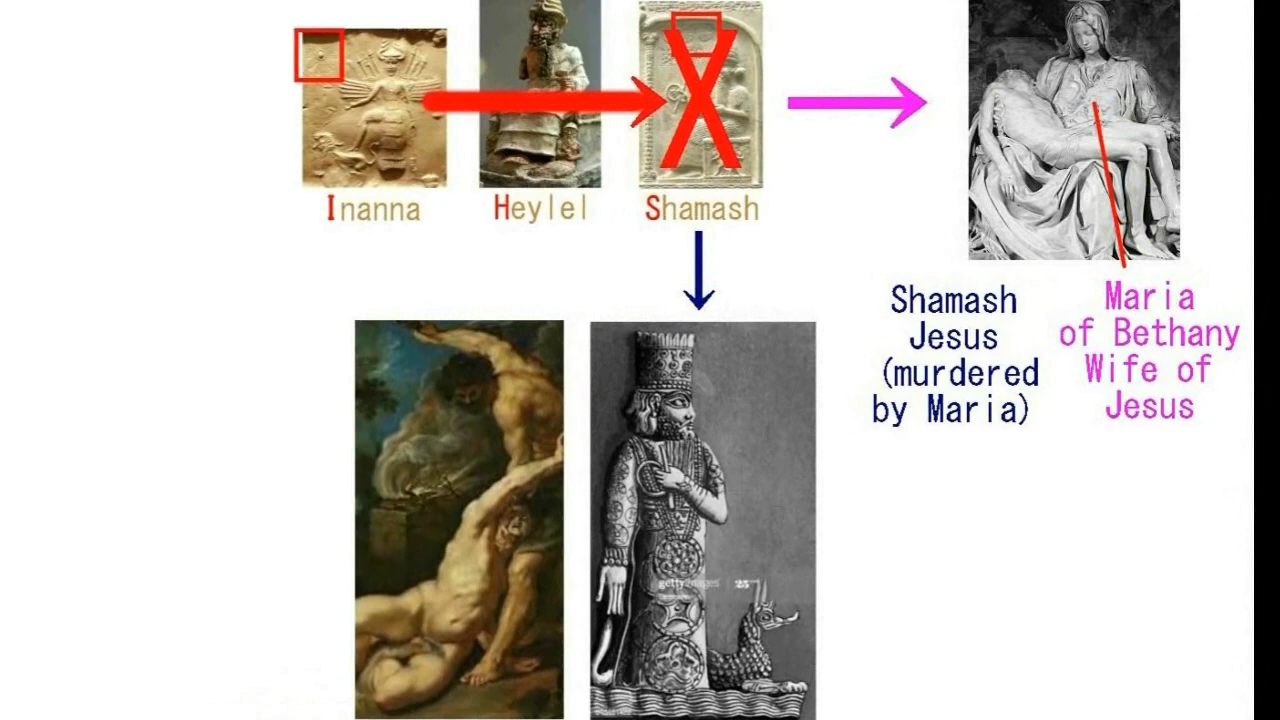 Inanna
Heylel
Shamash
Shamash
Jesus
(murdered
by Maria)
Maria
of Bethany
Wife of
Jesus
gettyimages